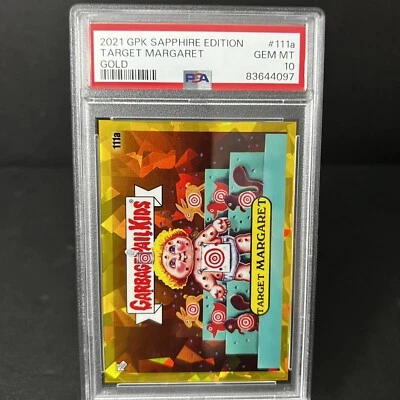 2021 GPK SAPPHIRE EDITION #111a
TARGET MARGARET GEM MT
GOLD 10
PSA 83644097
111a
GARBAGE PAIL KIDS
TARGET MARGARET